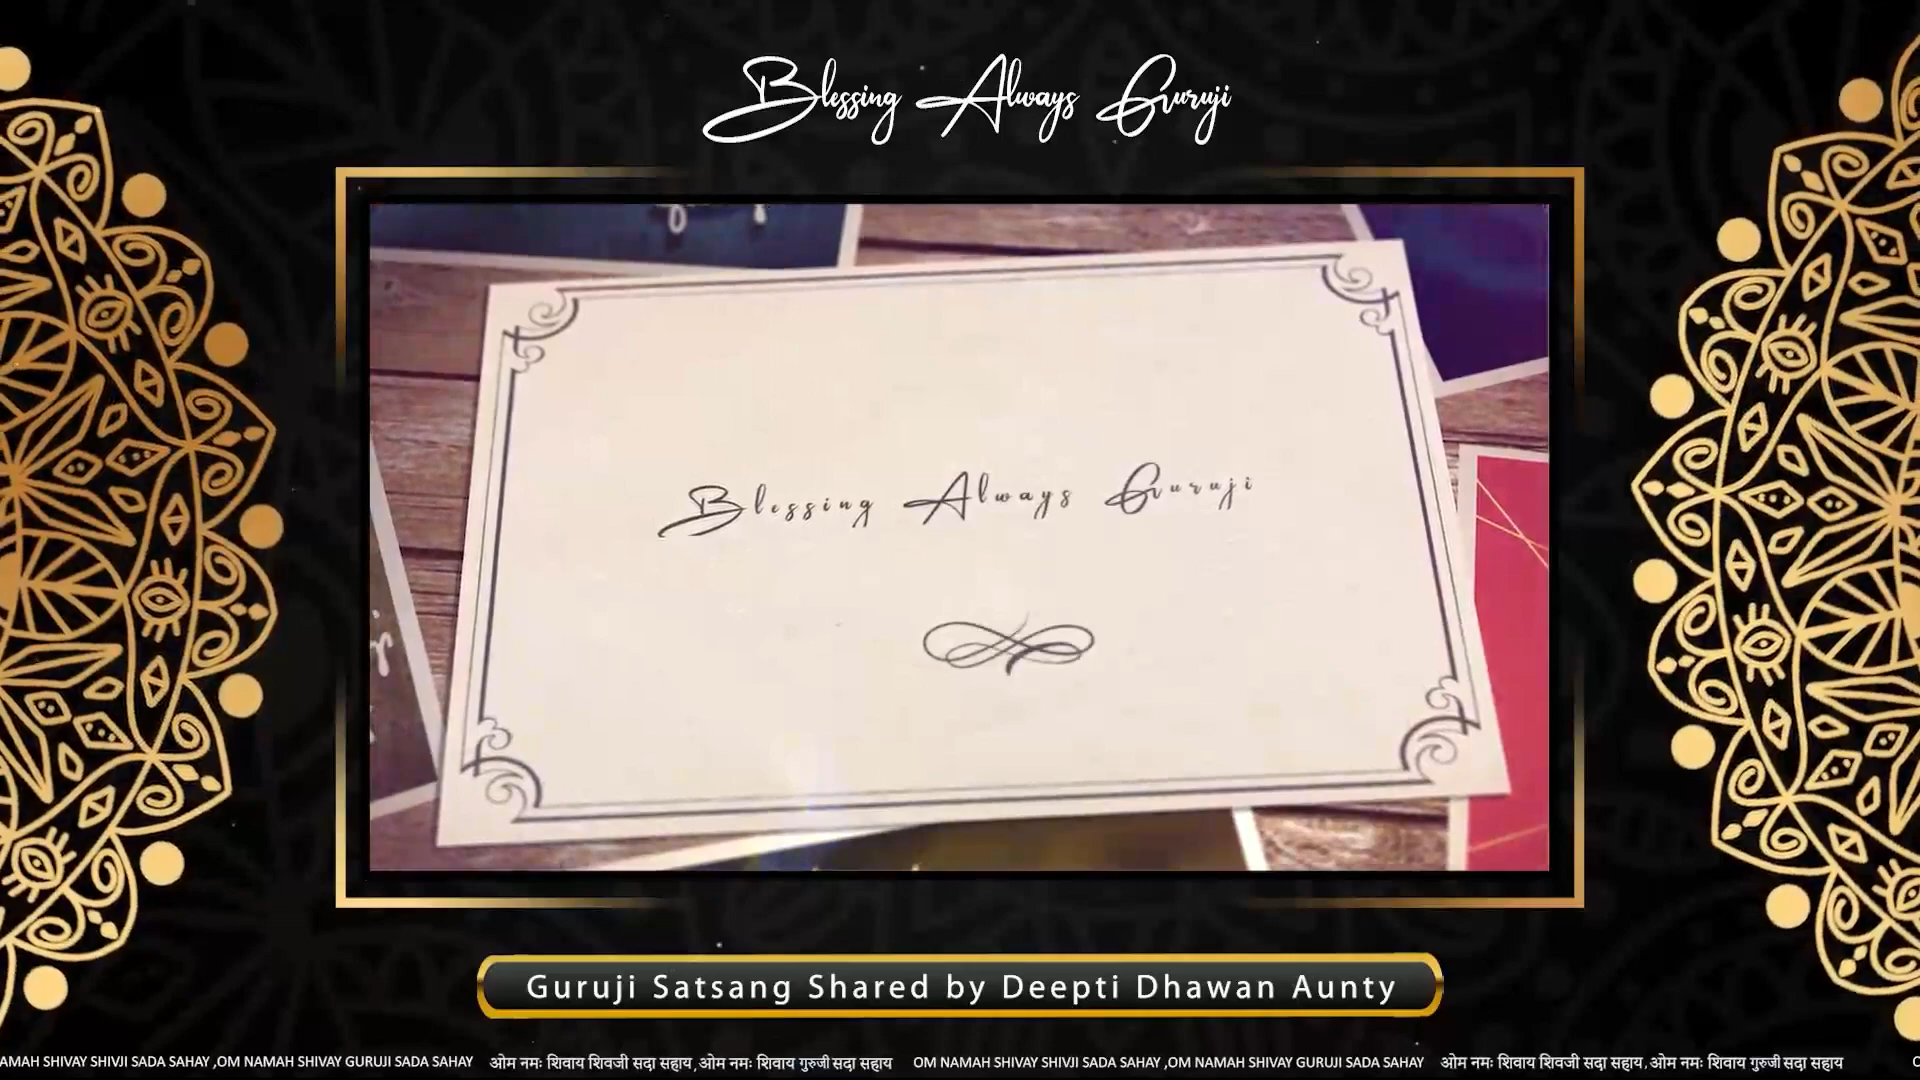 Blessing Always Guruji
Blessing Always Guruji
Guruji Satsang Shared by Deepti Dhawan Aunty
AMAH SHIVAY SHIVJI SADA SAHAY ,OM NAMAH SHIVAY GURUJI SADA SAHAY ओम नमः शिवाय शिवजी सदा सहाय,ओम नमः शिवाय गुरुजी सदा सहाय OM NAMAH SHIVAY SHIVJI SADA SAHAY ,OM NAMAH SHIVAY GURUJI SADA SAHAY ओम नमः शिवाय शिवजी सदा सहाय,ओम नमः शिवाय गुरुजी सदा सहाय